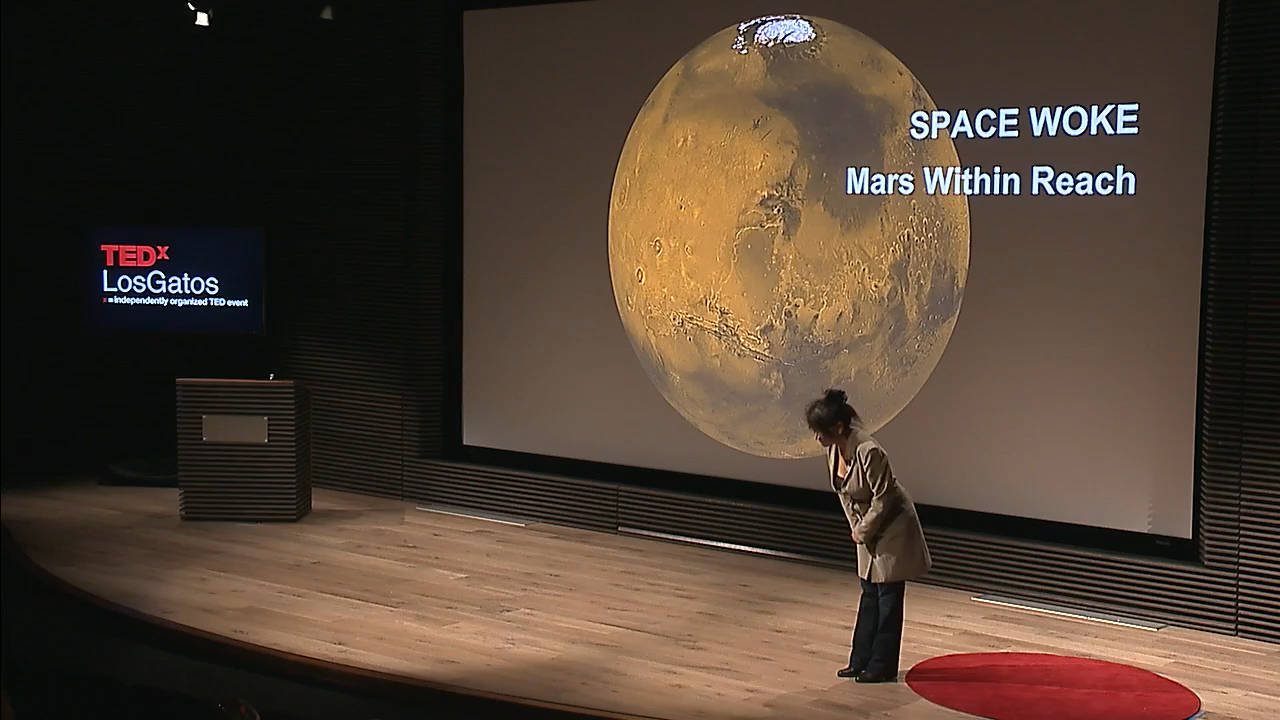 SPACE WOKE
Mars Within Reach
TEDx
LosGatos
x = independently organized TED event